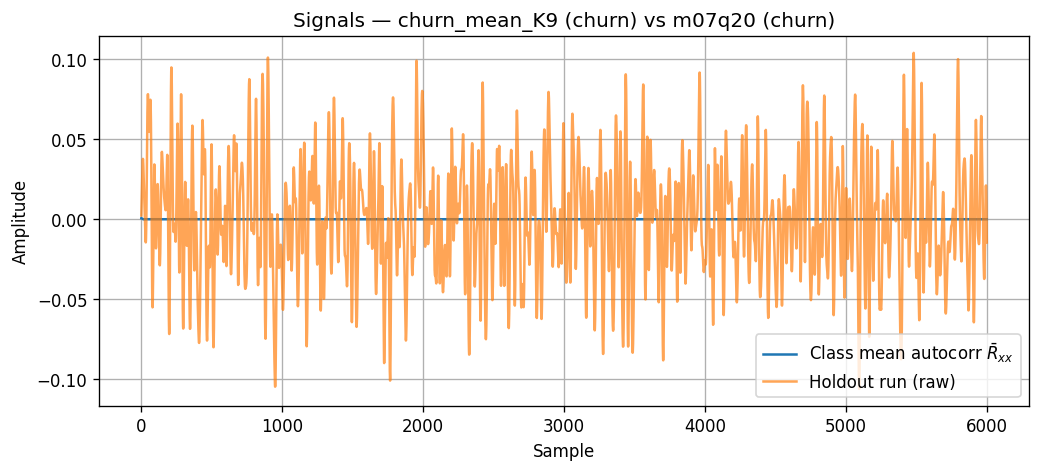 Signals — churn_mean_K9 (churn) vs m07q20 (churn)
Amplitude
0.10
0.05
0.00
−0.05
−0.10
Class mean autocorr R̄xx
Holdout run (raw)
0 1000 2000 3000 4000 5000 6000
Sample